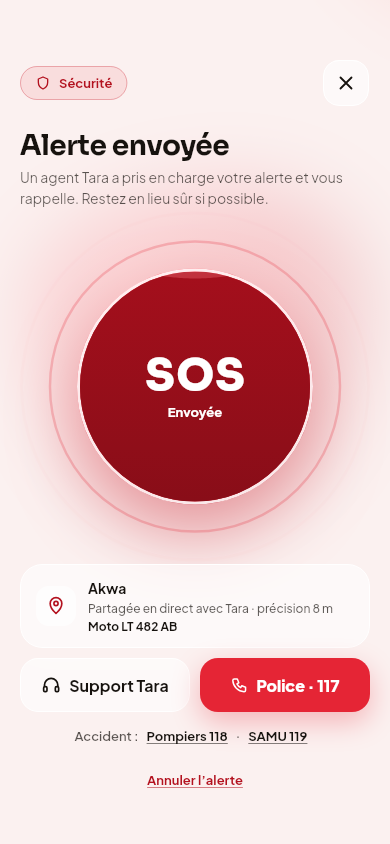 Sécurité
Alerte envoyée
Un agent Tara a pris en charge votre alerte et vous
rappelle. Restez en lieu sûr si possible.
SOS
Envoyée
Akwa
Partagée en direct avec Tara · précision 8 m
Moto LT 482 AB
Support Tara
Police · 117
Accident : Pompiers 118 · SAMU 119
Annuler l'alerte